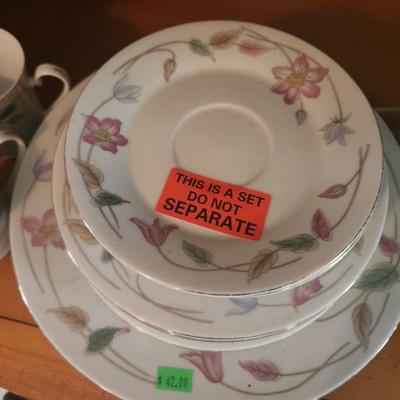 THIS IS A SET
DO NOT
SEPARATE
$ 42.00